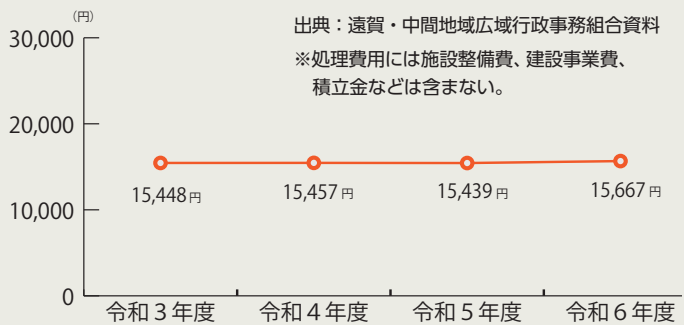 (円)
出典：遠賀・中間地域広域行政事務組合資料
※処理費用には施設整備費、建設事業費、
積立金などは含まない。
30,000
20,000
10,000
0
15,448円
15,457円
15,439円
15,667円
令和３年度
令和４年度
令和５年度
令和６年度